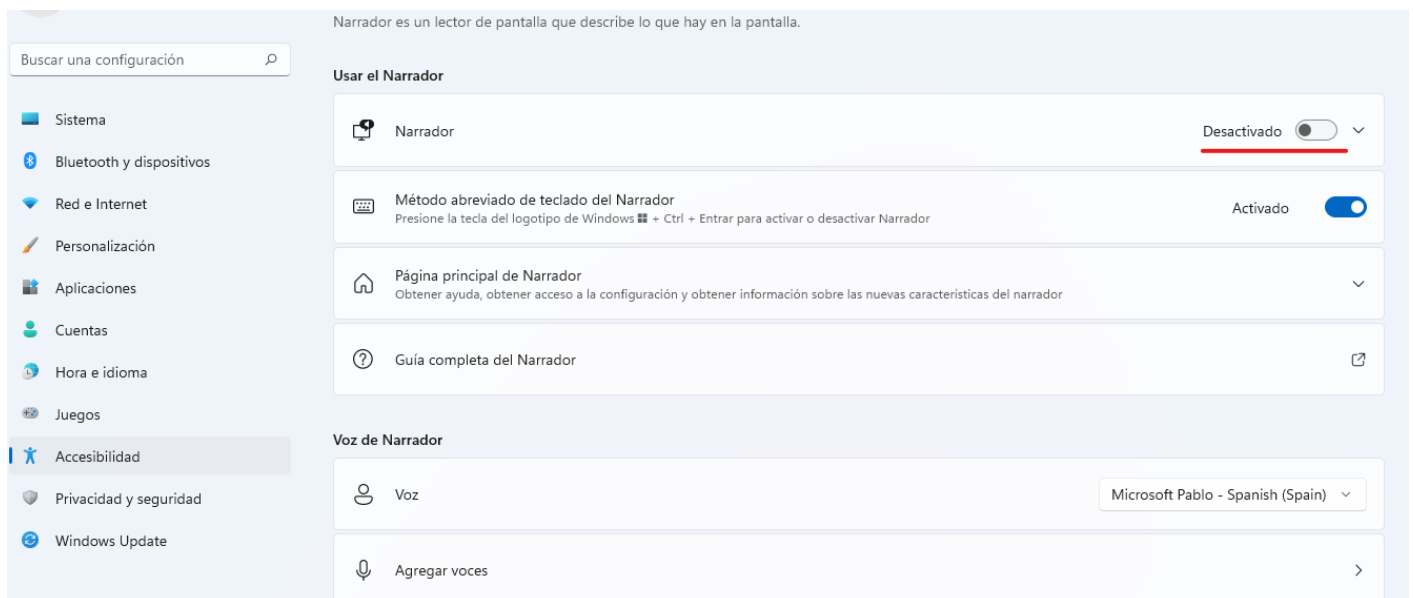 Narrador es un lector de pantalla que describe lo que hay en la pantalla.
Buscar una configuración
Sistema
Bluetooth y dispositivos
Red e Internet
Personalización
Aplicaciones
Cuentas
Hora e idioma
Juegos
Accesibilidad
Privacidad y seguridad
Windows Update
Usar el Narrador
Narrador
Desactivado
Método abreviado de teclado del Narrador
Presione la tecla del logotipo de Windows + Ctrl + Entrar para activar o desactivar Narrador
Activado
Página principal de Narrador
Obtener ayuda, obtener acceso a la configuración y obtener información sobre las nuevas características del narrador
Guía completa del Narrador
Voz de Narrador
Voz
Microsoft Pablo - Spanish (Spain)
Agregar voces